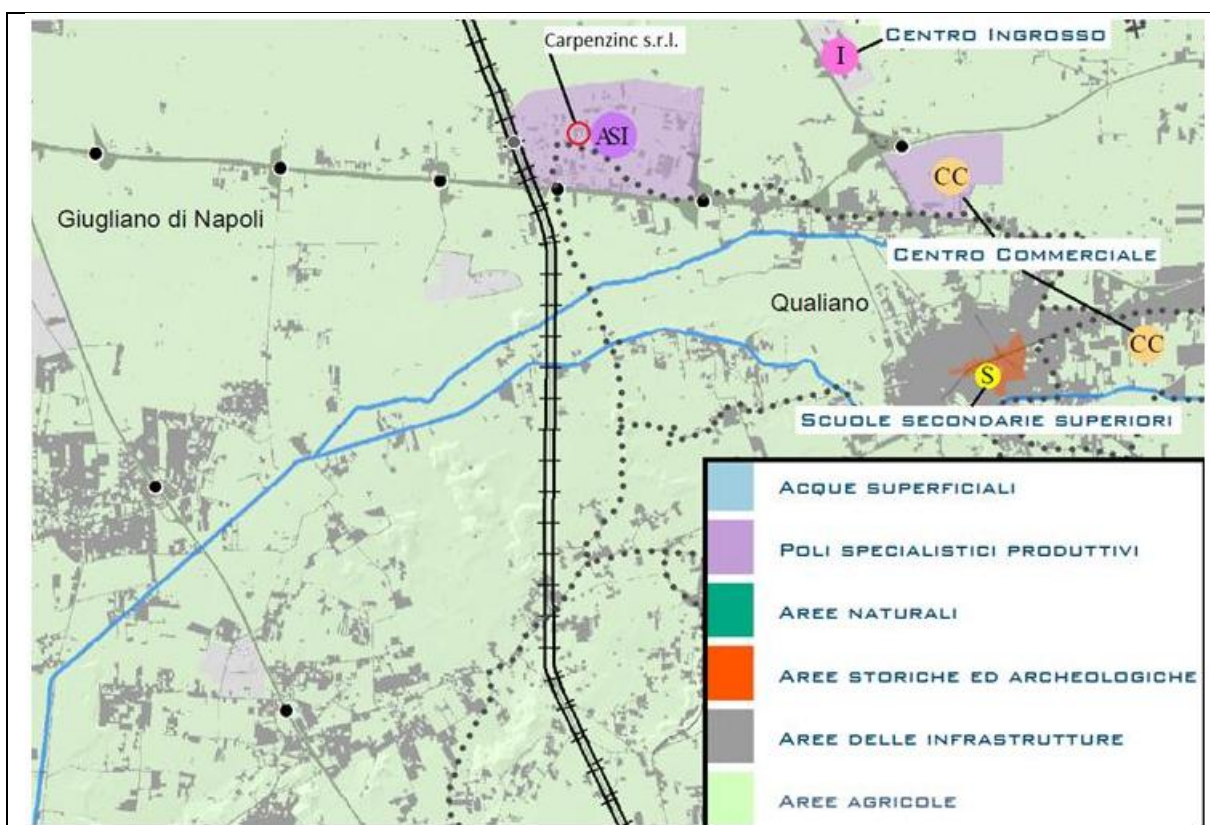 Carpenzinc s.r.l.
CENTRO INGROSSO
I
ASI
CC
Giugliano di Napoli
CENTRO COMMERCIALE
Qualiano
CC
S
SCUOLE SECONDARIE SUPERIORI
ACQUE SUPERFICIALI
POLI SPECIALISTICI PRODUTTIVI
AREE NATURALI
AREE STORICHE ED ARCHEOLOGICHE
AREE DELLE INFRASTRUTTURE
AREE AGRICOLE